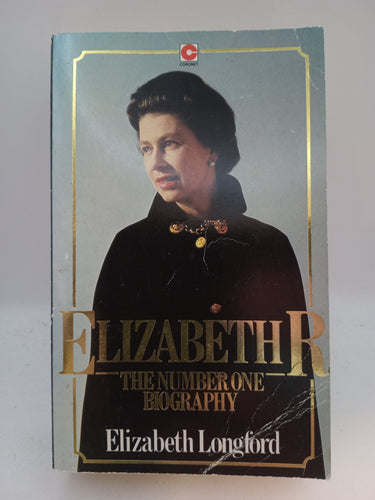 CORONET
ELIZABETH R
THE NUMBER ONE
BIOGRAPHY
Elizabeth Longford